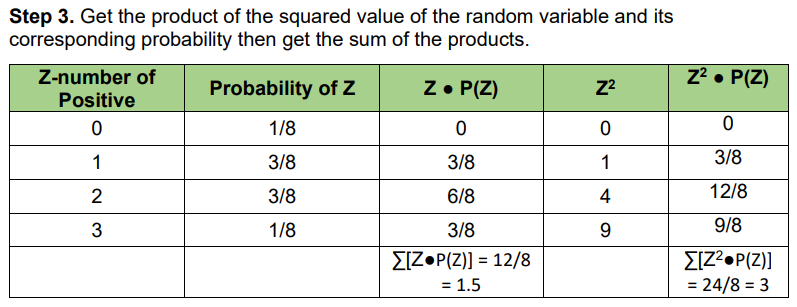 Step 3. Get the product of the squared value of the random variable and its
corresponding probability then get the sum of the products.
Z-number of Positive | Probability of Z | Z ● P(Z) | Z² | Z² ● P(Z)
0 | 1/8 | 0 | 0 | 0
1 | 3/8 | 3/8 | 1 | 3/8
2 | 3/8 | 6/8 | 4 | 12/8
3 | 1/8 | 3/8 | 9 | 9/8
∑[Z●P(Z)] = 12/8 = 1.5 | ∑[Z²●P(Z)] = 24/8 = 3